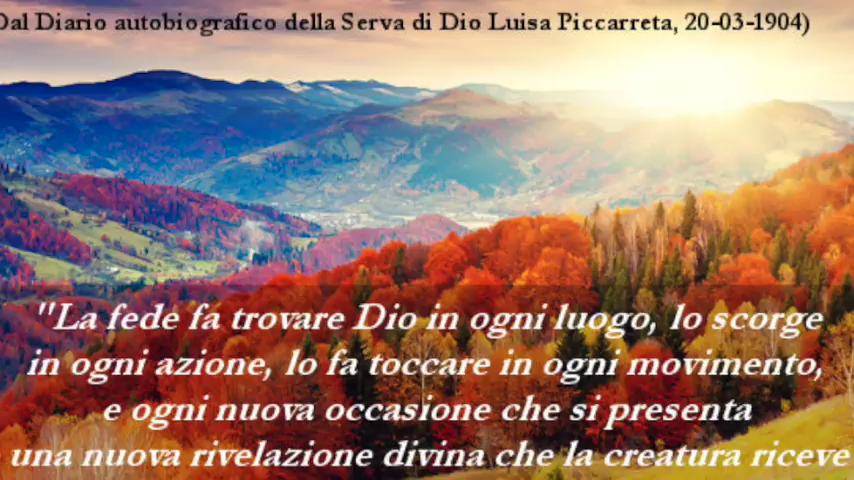 Dal Diario autobiografico della Serva di Dio Luisa Piccarreta, 20-03-1904)
"La fede fa trovare Dio in ogni luogo, lo scorge
in ogni azione, lo fa toccare in ogni movimento,
e ogni nuova occasione che si presenta
una nuova rivelazione divina che la creatura riceve